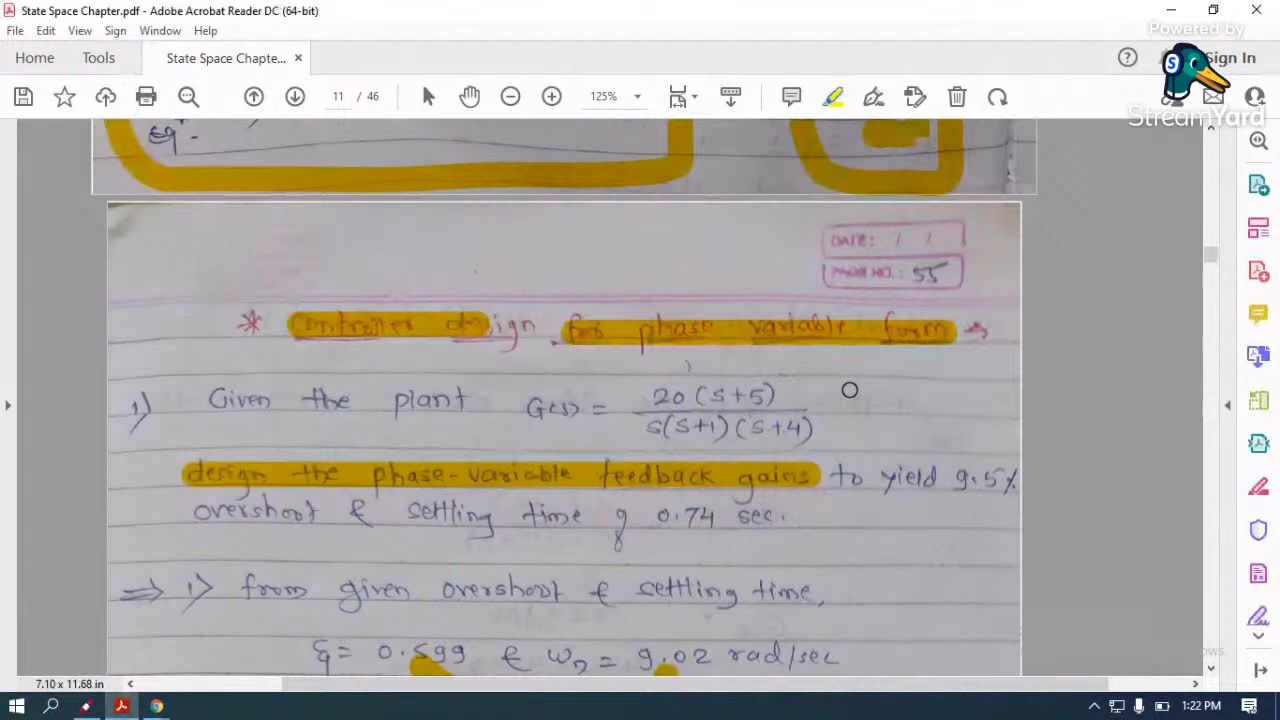 State Space Chapter.pdf - Adobe Acrobat Reader DC (64-bit)
File Edit View Sign Window Help
Powered by
Home Tools State Space Chapte... × Sign In
11 / 46 125%
StreamYard
Eqⁿ.
DATE: / /
PAGE NO.: 55
* Controller design for phase variable form →
1) Given the plant G(s) = 20(s+5)
s(s+1)(s+4)
design the phase-variable feedback gains to yield 9.5%
overshoot & settling time of 0.74 sec.
⇒ 1) from given overshoot & settling time,
ξ = 0.599 & ωn = 9.02 rad/sec
7.10 x 11.68 in
1:22 PM